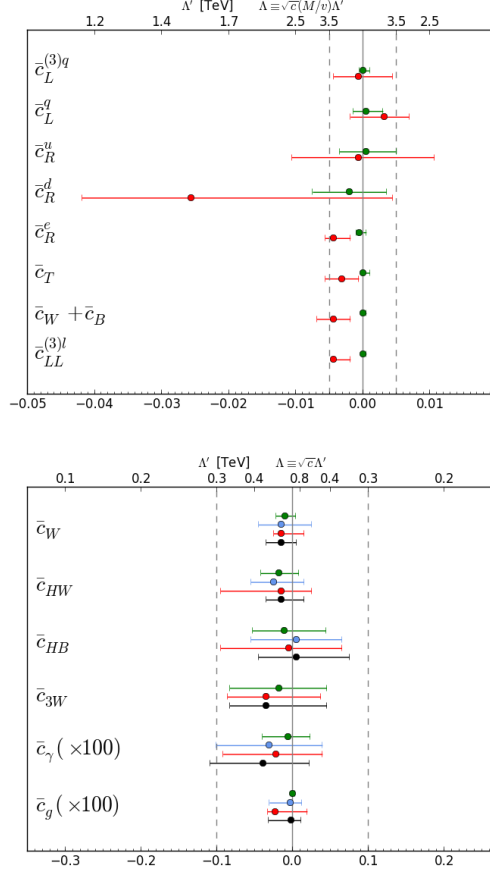 Λ′ [TeV] Λ≡√c̄(M/v)Λ′
1.2 1.4 1.7 2.5 3.5 3.5 2.5
c̄_L^(3)q
c̄_L^q
c̄_R^u
c̄_R^d
c̄_R^e
c̄_T
c̄_W + c̄_B
c̄_LL^(3)l
−0.05 −0.04 −0.03 −0.02 −0.01 0.00 0.01
Λ′ [TeV] Λ≡√c̄Λ′
0.1 0.2 0.3 0.4 0.8 0.4 0.3 0.2
c̄_W
c̄_HW
c̄_HB
c̄_3W
c̄_γ(×100)
c̄_g(×100)
−0.3 −0.2 −0.1 0.0 0.1 0.2